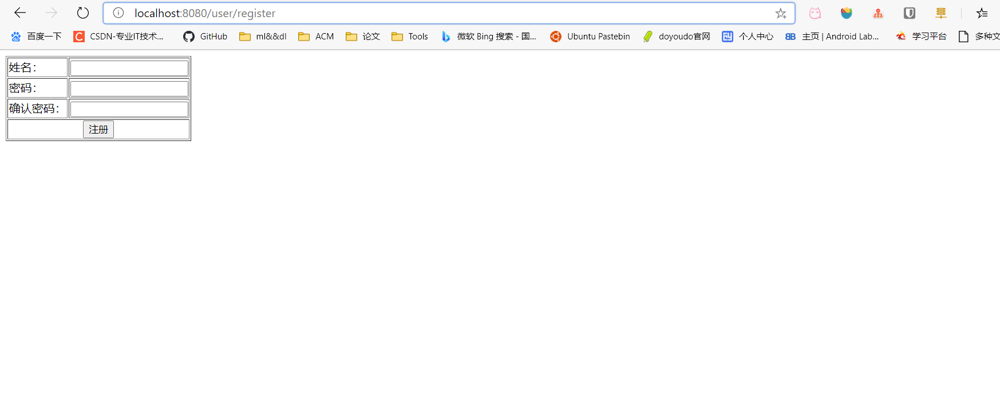 localhost:8080/user/register
百度一下 CSDN-专业IT技术... GitHub ml&&dl ACM 论文 Tools 微软 Bing 搜索 - 国... Ubuntu Pastebin doyoudo官网 个人中心 主页 | Android Lab... 学习平台 多种文
姓名：
密码：
确认密码：
注册